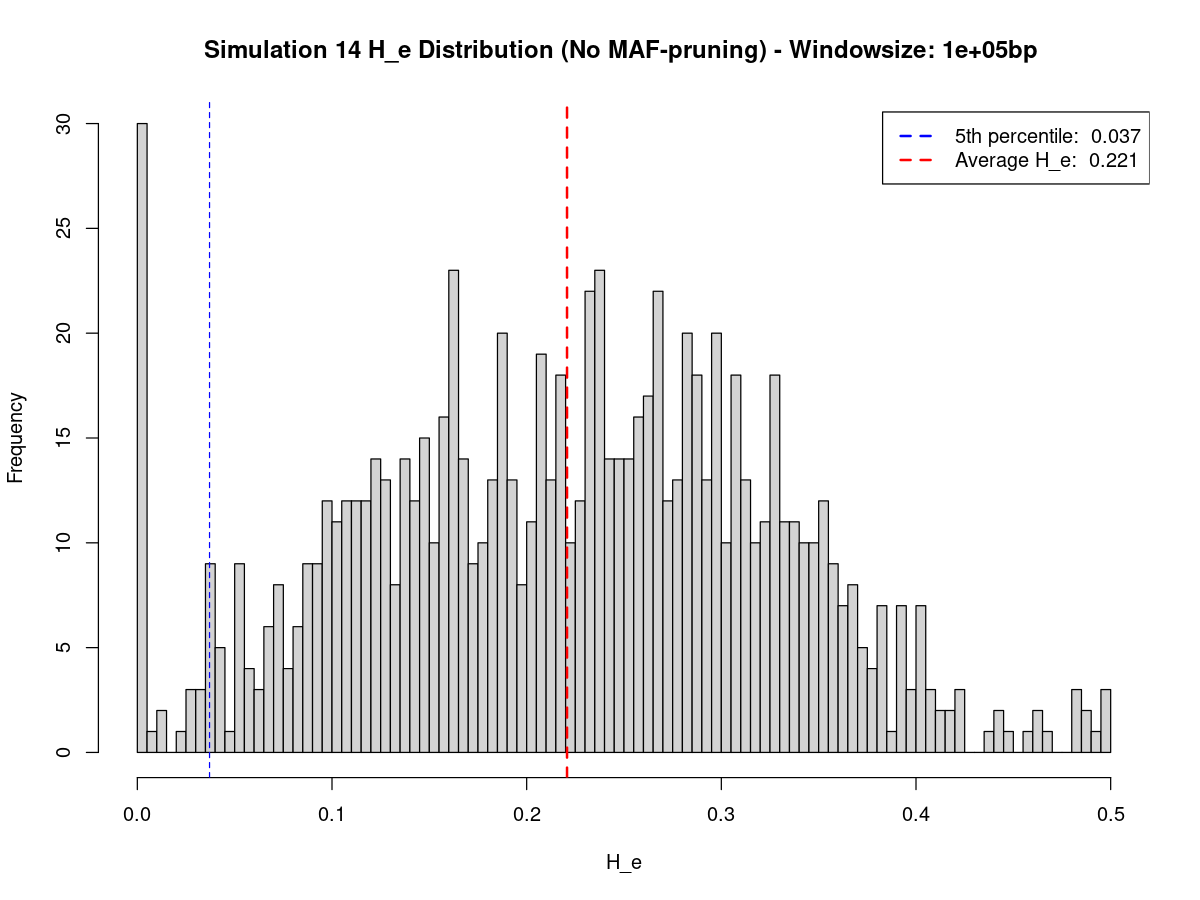 Simulation 14 H_e Distribution (No MAF-pruning) - Windowsize: 1e+05bp
5th percentile: 0.037
Average H_e: 0.221
Frequency
30
25
20
15
10
5
0
0.0 0.1 0.2 0.3 0.4 0.5
H_e